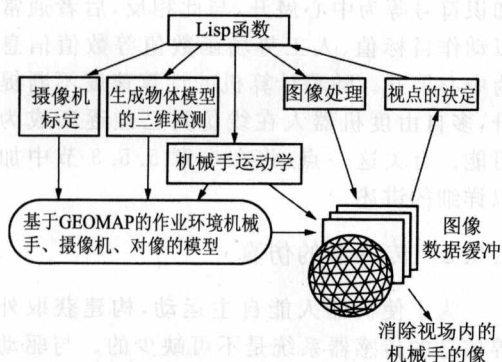 Lisp函数
摄像机
标定
生成物体模型
的三维检测
图像处理
视点的决定
机械手运动学
基于GEOMAP的作业环境机械
手、摄像机、对像的模型
图像
数据缓冲
消除视场内的
机械手的像